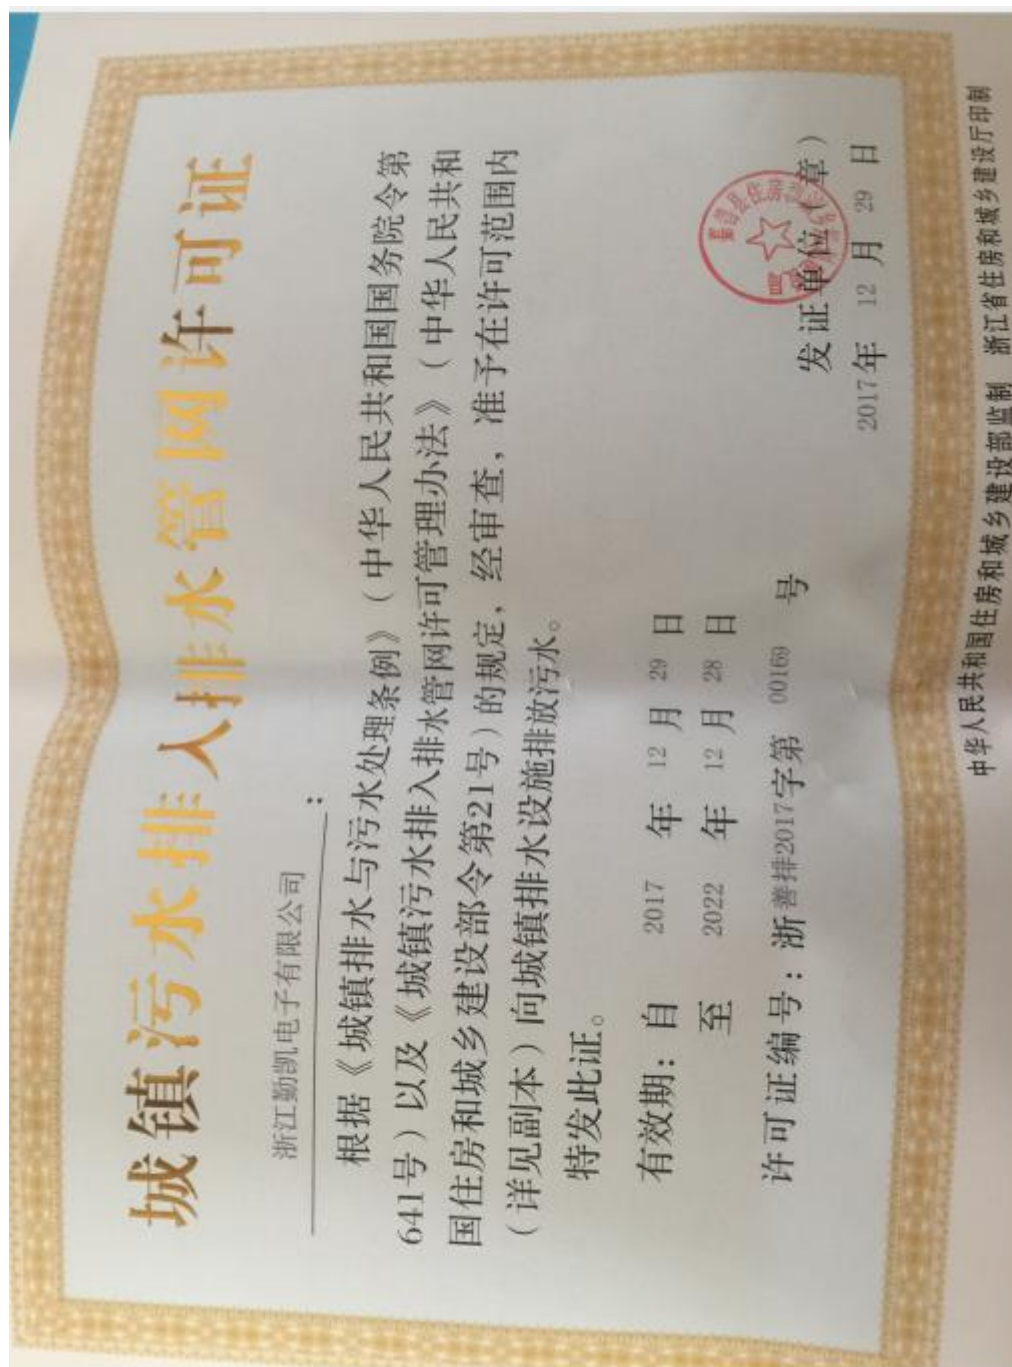 城镇污水排入排水管网许可证
浙江勤凯电子有限公司：
根据《城镇排水与污水处理条例》（中华人民共和国国务院令第
641号）以及《城镇污水排入排水管网许可管理办法》（中华人民共和
国住房和城乡建设部令第21号）的规定，经审查，准予在许可范围内
（详见副本）向城镇排水设施排放污水。
特发此证。
有效期：自 2017 年 12 月 29 日
至 2022 年 12 月 28 日
许可证编号：浙善排2017字第 00169 号
发证单位（章）
2017年 12 月 29 日
中华人民共和国住房和城乡建设部监制 浙江省住房和城乡建设厅印制